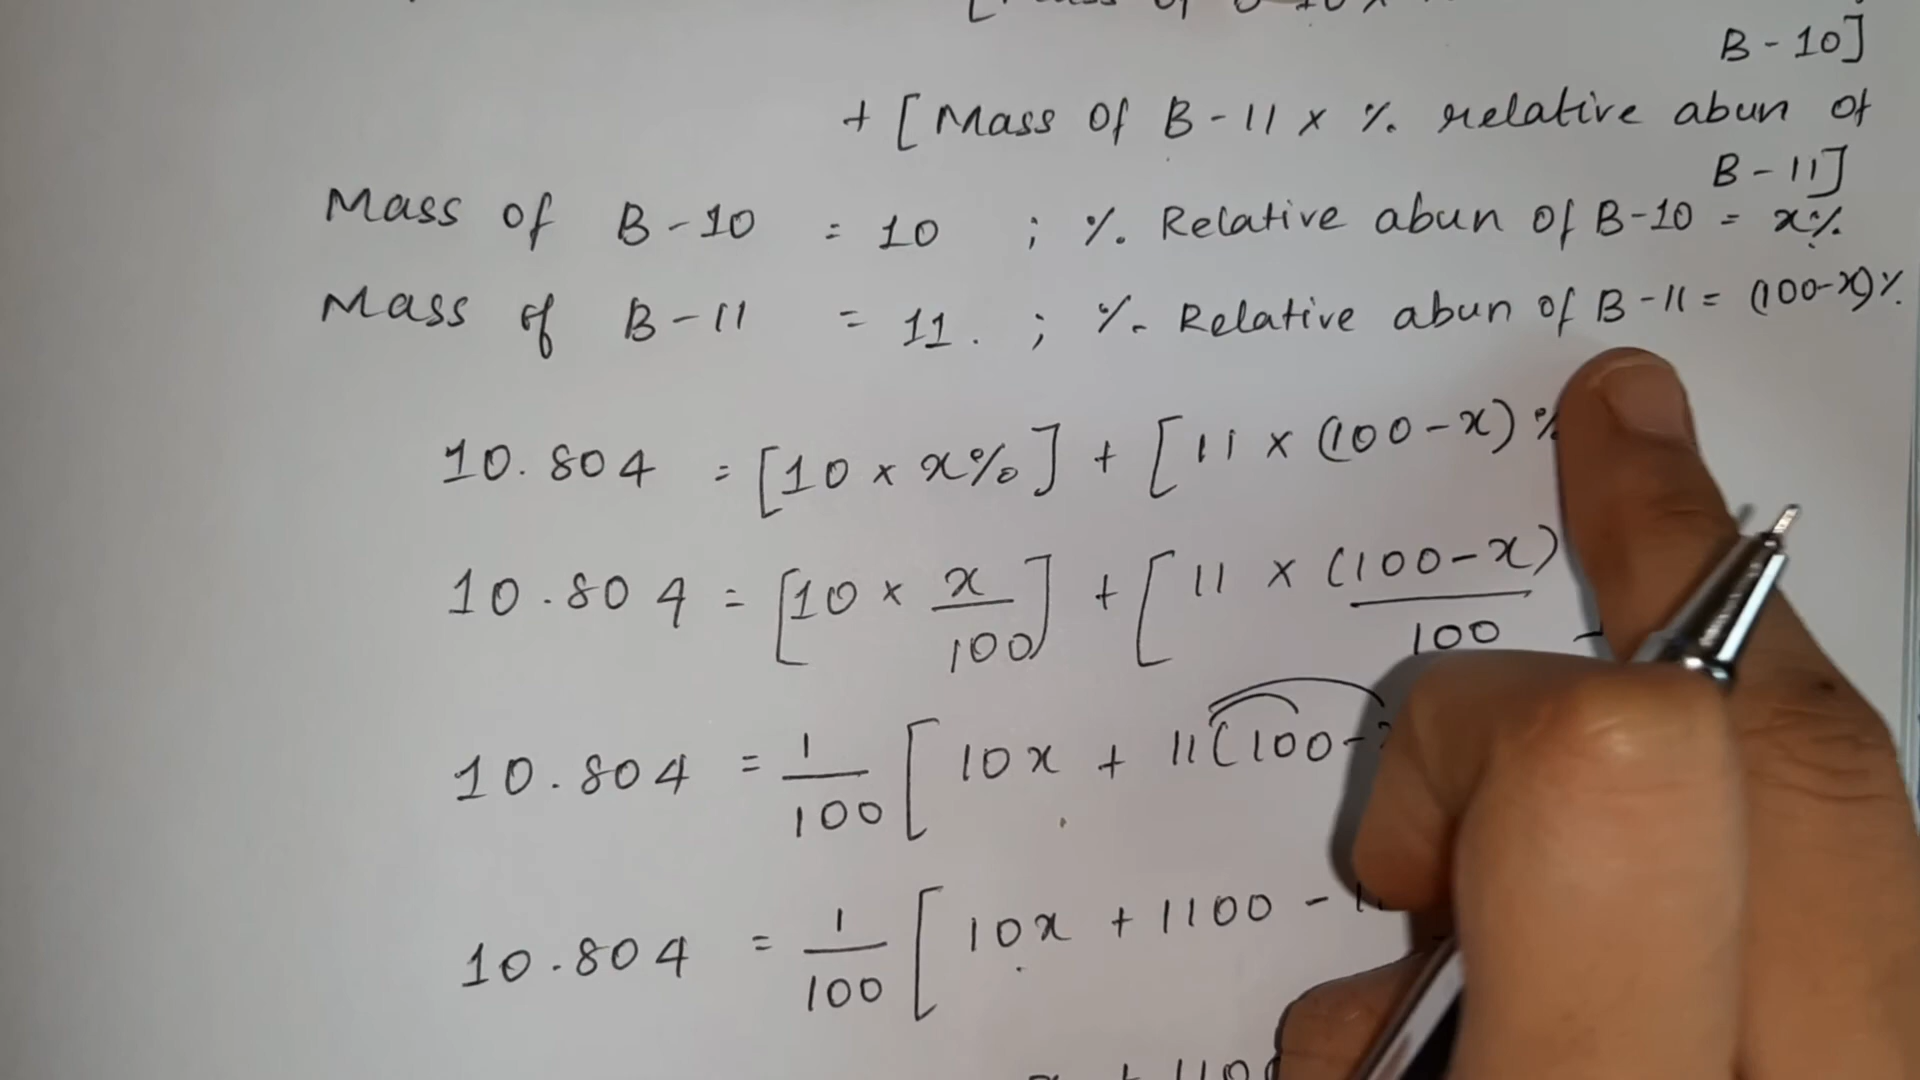 B-10]
+ [Mass Of B-11 x % relative abun of
B-11]
Mass of B-10 = 10 ; % Relative abun Of B-10 = x%
Mass of B-11 = 11. ; % Relative abun of B-11 = (100-x)%
10.804 = [10 x x%] + [11 x (100-x) %
10.804 = [10 x x/100] + [11 x (100-x)/100
10.804 = 1/100 [10x + 11(100-
10.804 = 1/100 [10x + 1100 -